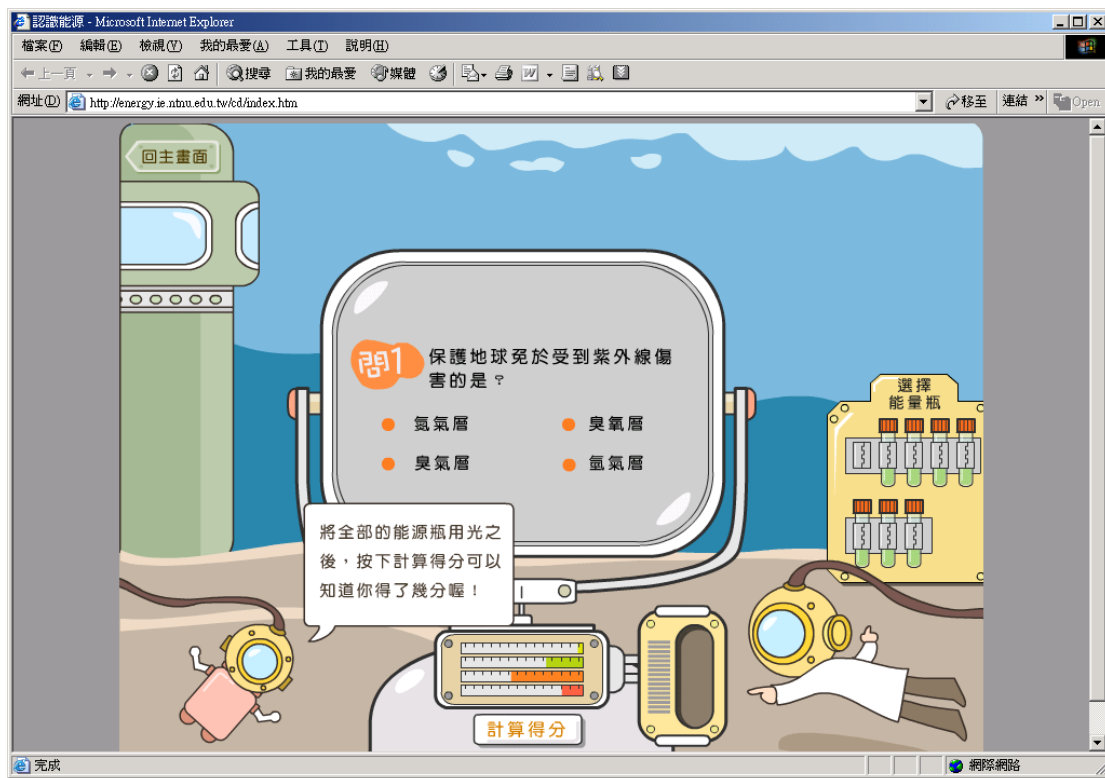 認識能源 - Microsoft Internet Explorer
檔案(F) 編輯(E) 檢視(V) 我的最愛(A) 工具(T) 說明(H)
上一頁 搜尋 我的最愛 媒體
網址(D) http://energy.ie.ntnu.edu.tw/cd/index.htm 移至 連結 » Open
回主畫面
問1 保護地球免於受到紫外線傷
害的是？
氫氣層 臭氧層
臭氣層 氬氣層
選擇
能量瓶
將全部的能源瓶用光之
後，按下計算得分可以
知道你得了幾分喔！
計算得分
完成 網際網路